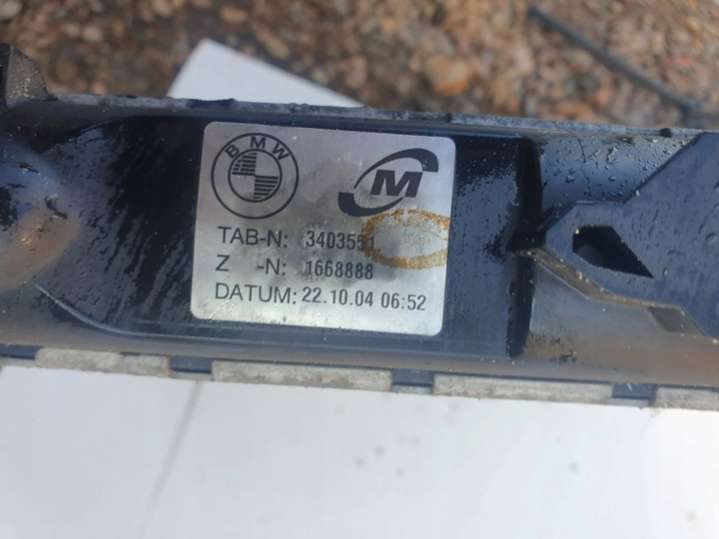 BMW
M
TAB-N: 3403551
Z -N: 1668888
DATUM: 22.10.04 06:52